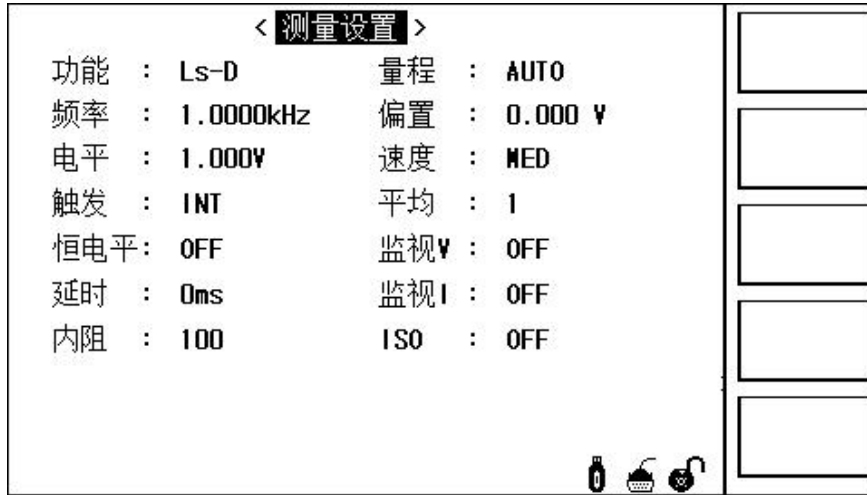 < 测量设置 >
功能 : Ls-D 量程 : AUTO
频率 : 1.0000kHz 偏置 : 0.000 V
电平 : 1.000V 速度 : MED
触发 : INT 平均 : 1
恒电平: OFF 监视V : OFF
延时 : 0ms 监视I : OFF
内阻 : 100 ISO : OFF